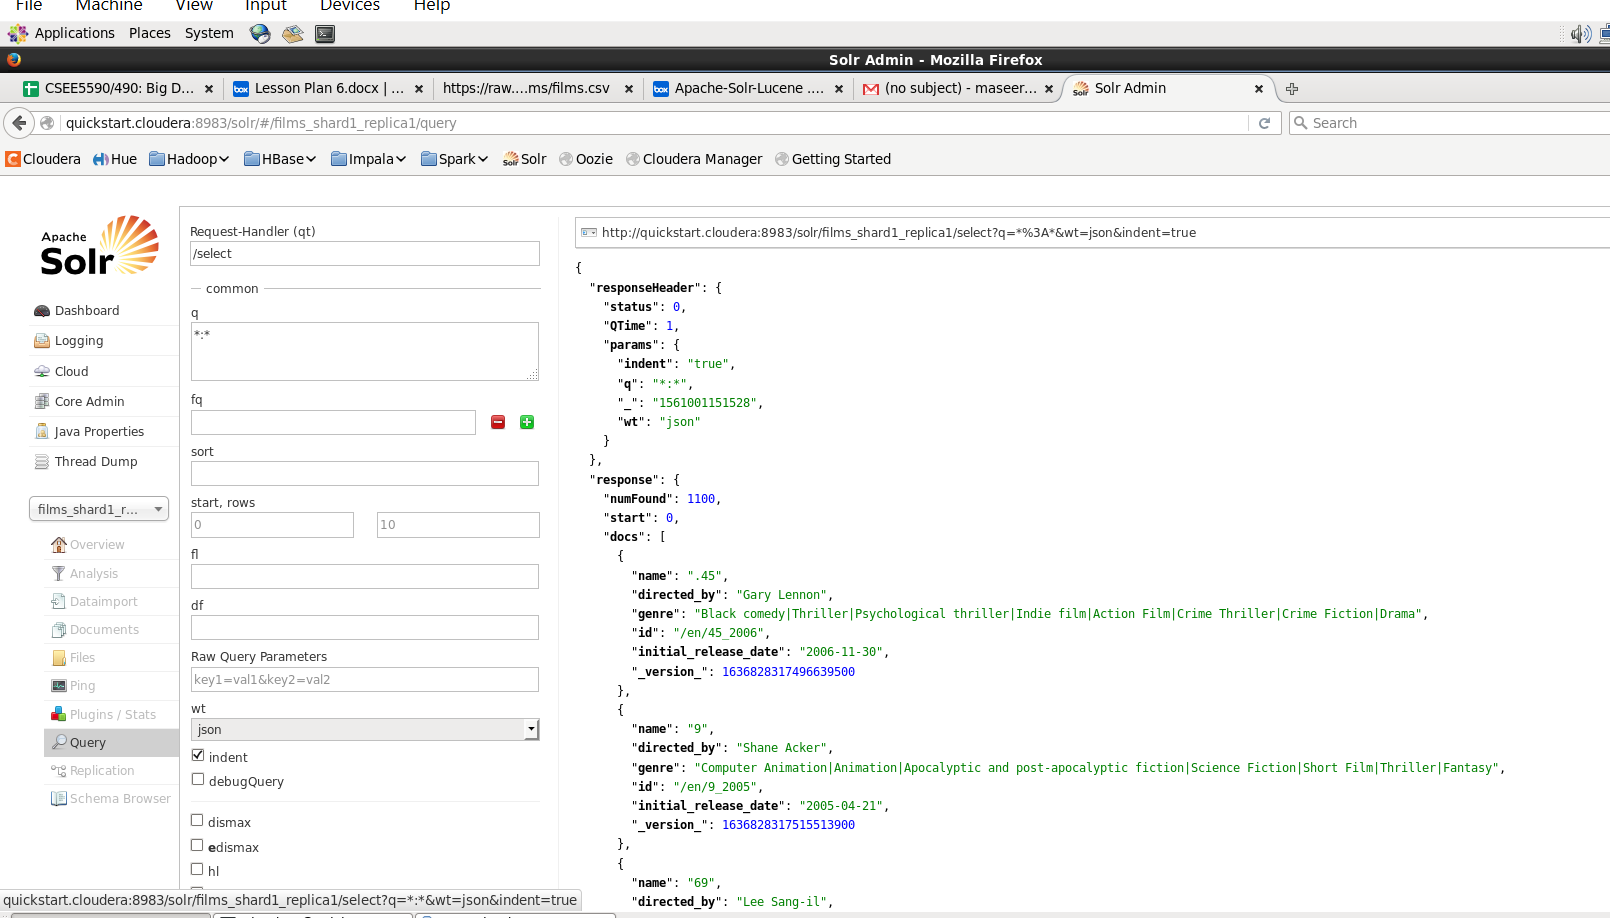 File Machine View Input Devices Help
Applications Places System
Solr Admin - Mozilla Firefox
CSEE5590/490: Big D... × Lesson Plan 6.docx | ... × https://raw....ms/films.csv × Apache-Solr-Lucene .... × (no subject) - maseer... × Solr Admin ×
quickstart.cloudera:8983/solr/#/films_shard1_replica1/query Search
Cloudera Hue Hadoop HBase Impala Spark Solr Oozie Cloudera Manager Getting Started
Apache
Solr
Dashboard
Logging
Cloud
Core Admin
Java Properties
Thread Dump
films_shard1_r...
Overview
Analysis
Dataimport
Documents
Files
Ping
Plugins / Stats
Query
Replication
Schema Browser
Request-Handler (qt)
/select
common
q
*:*
fq
sort
start, rows
0 10
fl
df
Raw Query Parameters
key1=val1&key2=val2
wt
json
indent
debugQuery
dismax
edismax
hl
http://quickstart.cloudera:8983/solr/films_shard1_replica1/select?q=*%3A*&wt=json&indent=true
{
"responseHeader": {
"status": 0,
"QTime": 1,
"params": {
"indent": "true",
"q": "*:*",
"_": "1561001151528",
"wt": "json"
}
},
"response": {
"numFound": 1100,
"start": 0,
"docs": [
{
"name": ".45",
"directed_by": "Gary Lennon",
"genre": "Black comedy|Thriller|Psychological thriller|Indie film|Action Film|Crime Thriller|Crime Fiction|Drama",
"id": "/en/45_2006",
"initial_release_date": "2006-11-30",
"_version_": 1636828317496639500
},
{
"name": "9",
"directed_by": "Shane Acker",
"genre": "Computer Animation|Animation|Apocalyptic and post-apocalyptic fiction|Science Fiction|Short Film|Thriller|Fantasy",
"id": "/en/9_2005",
"initial_release_date": "2005-04-21",
"_version_": 1636828317515513900
},
{
"name": "69",
"directed_by": "Lee Sang-il",
quickstart.cloudera:8983/solr/films_shard1_replica1/select?q=*:*&wt=json&indent=true